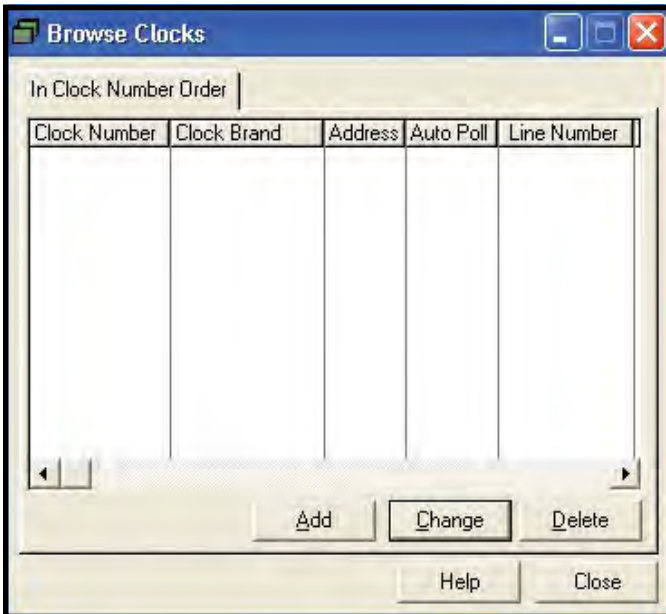 Browse Clocks
In Clock Number Order
Clock Number Clock Brand Address Auto Poll Line Number
Add Change Delete
Help Close